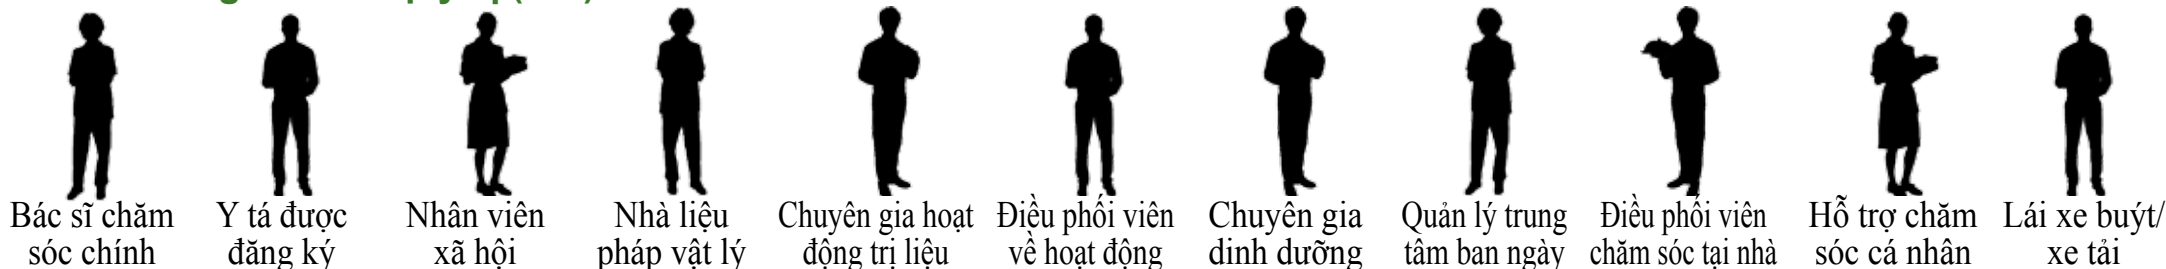 Bác sĩ chăm
sóc chính
Y tá được
đăng ký
Nhân viên
xã hội
Nhà liệu
pháp vật lý
Chuyên gia hoạt
động trị liệu
Điều phối viên
về hoạt động
Chuyên gia
dinh dưỡng
Quản lý trung
tâm ban ngày
Điều phối viên
chăm sóc tại nhà
Hỗ trợ chăm
sóc cá nhân
Lái xe buýt/
xe tải